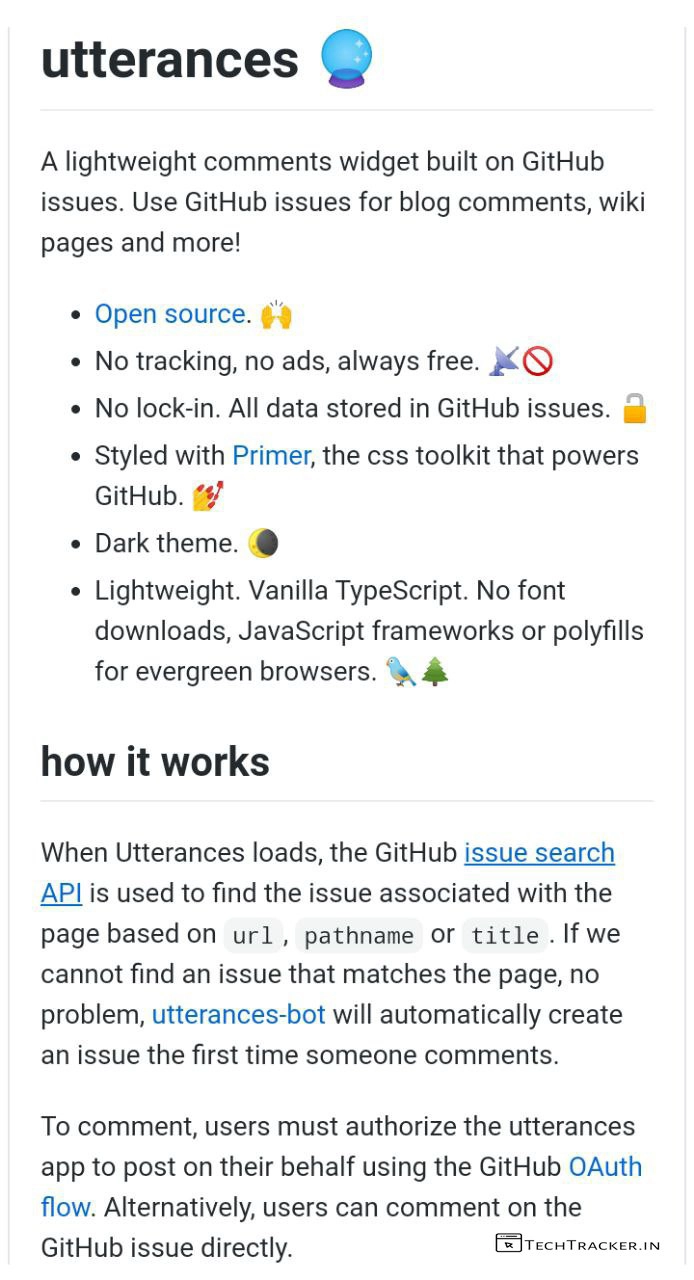 utterances 🔮
A lightweight comments widget built on GitHub
issues. Use GitHub issues for blog comments, wiki
pages and more!
• Open source. 🙌
• No tracking, no ads, always free. 📡🚫
• No lock-in. All data stored in GitHub issues. 🔓
• Styled with Primer, the css toolkit that powers
GitHub. 💅
• Dark theme. 🌘
• Lightweight. Vanilla TypeScript. No font
downloads, JavaScript frameworks or polyfills
for evergreen browsers. 🐦🌲
how it works
When Utterances loads, the GitHub issue search
API is used to find the issue associated with the
page based on url, pathname or title. If we
cannot find an issue that matches the page, no
problem, utterances-bot will automatically create
an issue the first time someone comments.
To comment, users must authorize the utterances
app to post on their behalf using the GitHub OAuth
flow. Alternatively, users can comment on the
GitHub issue directly.
TECHTRACKER.IN